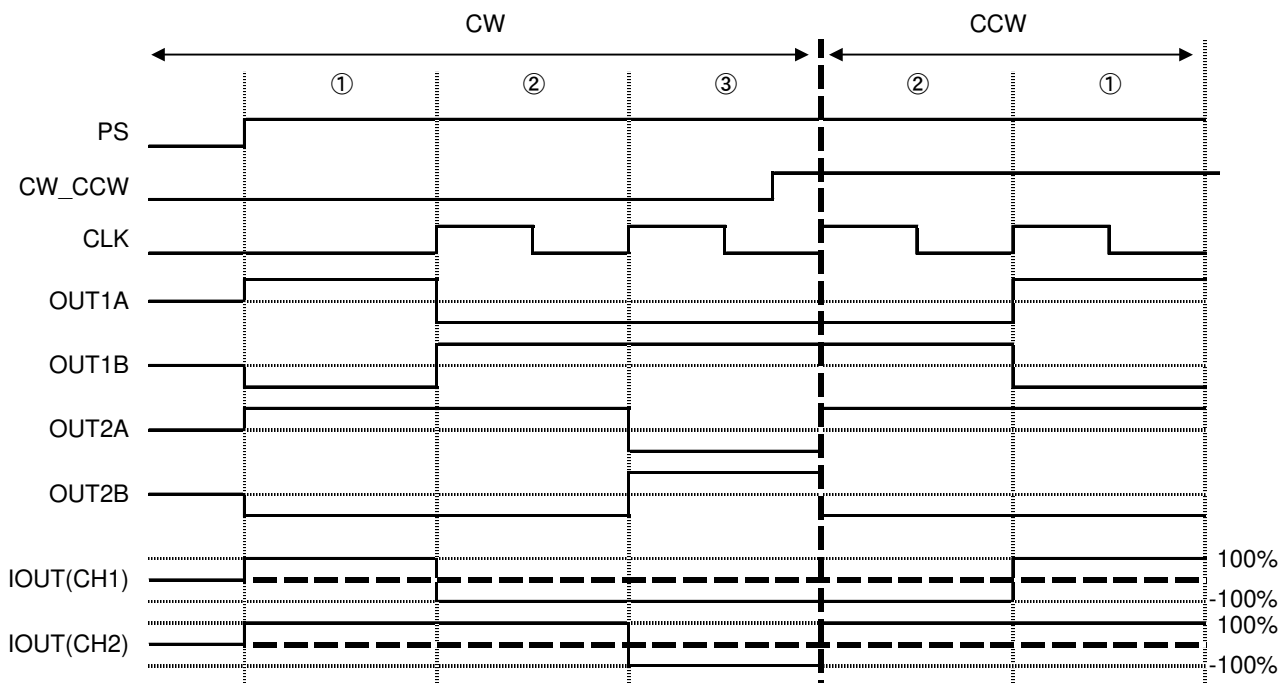 CW CCW
① ② ③ ② ①
PS
CW_CCW
CLK
OUT1A
OUT1B
OUT2A
OUT2B
100%
IOUT(CH1)
-100%
100%
IOUT(CH2)
-100%